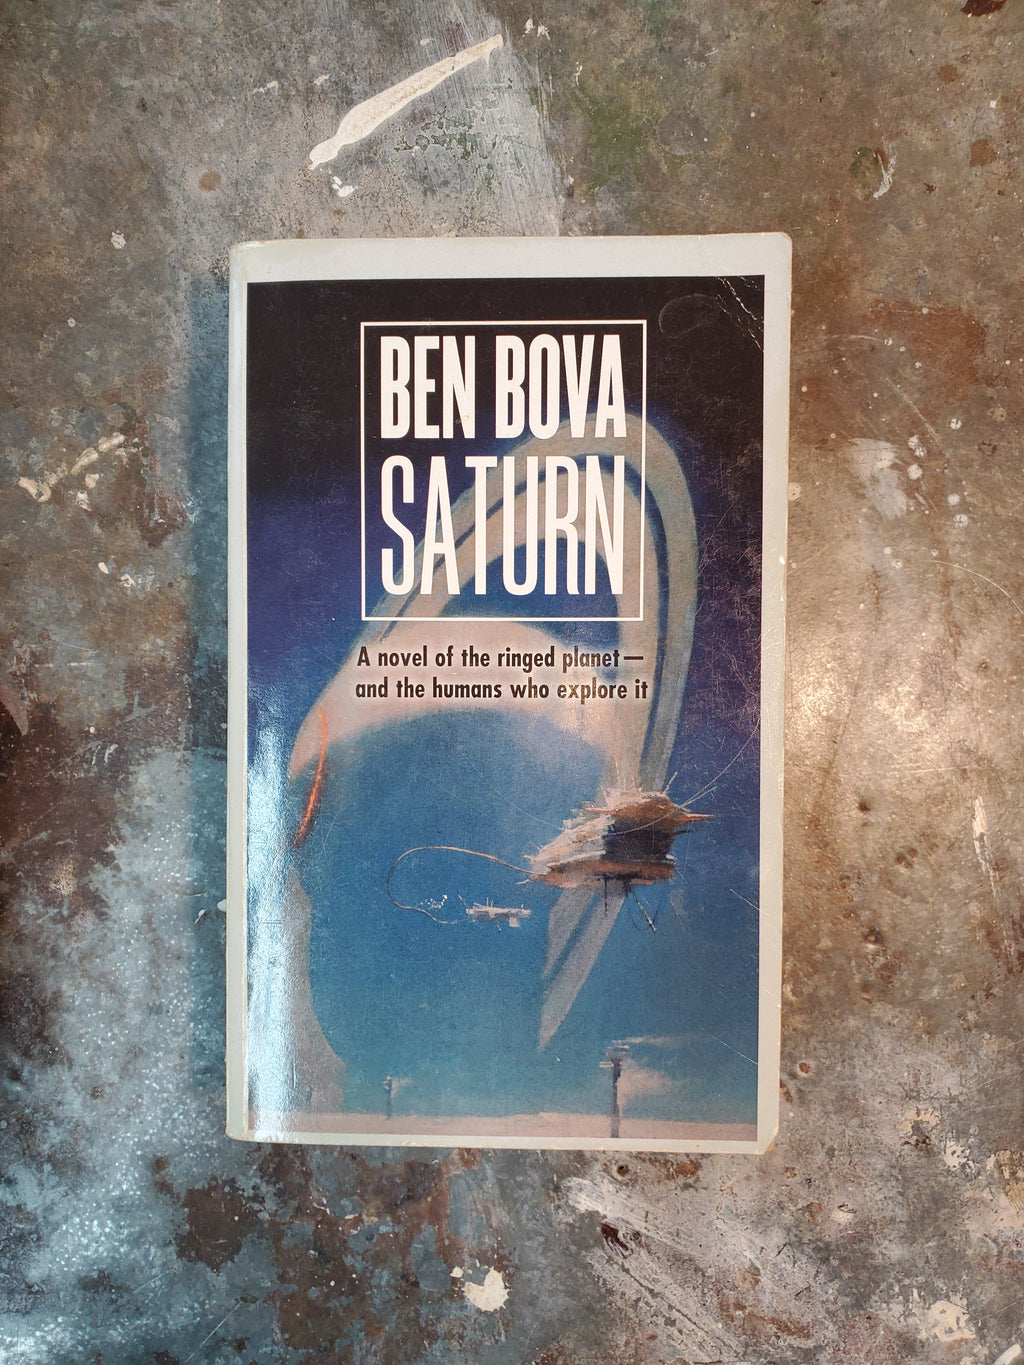 BEN BOVA
SATURN
A novel of the ringed planet—
and the humans who explore it